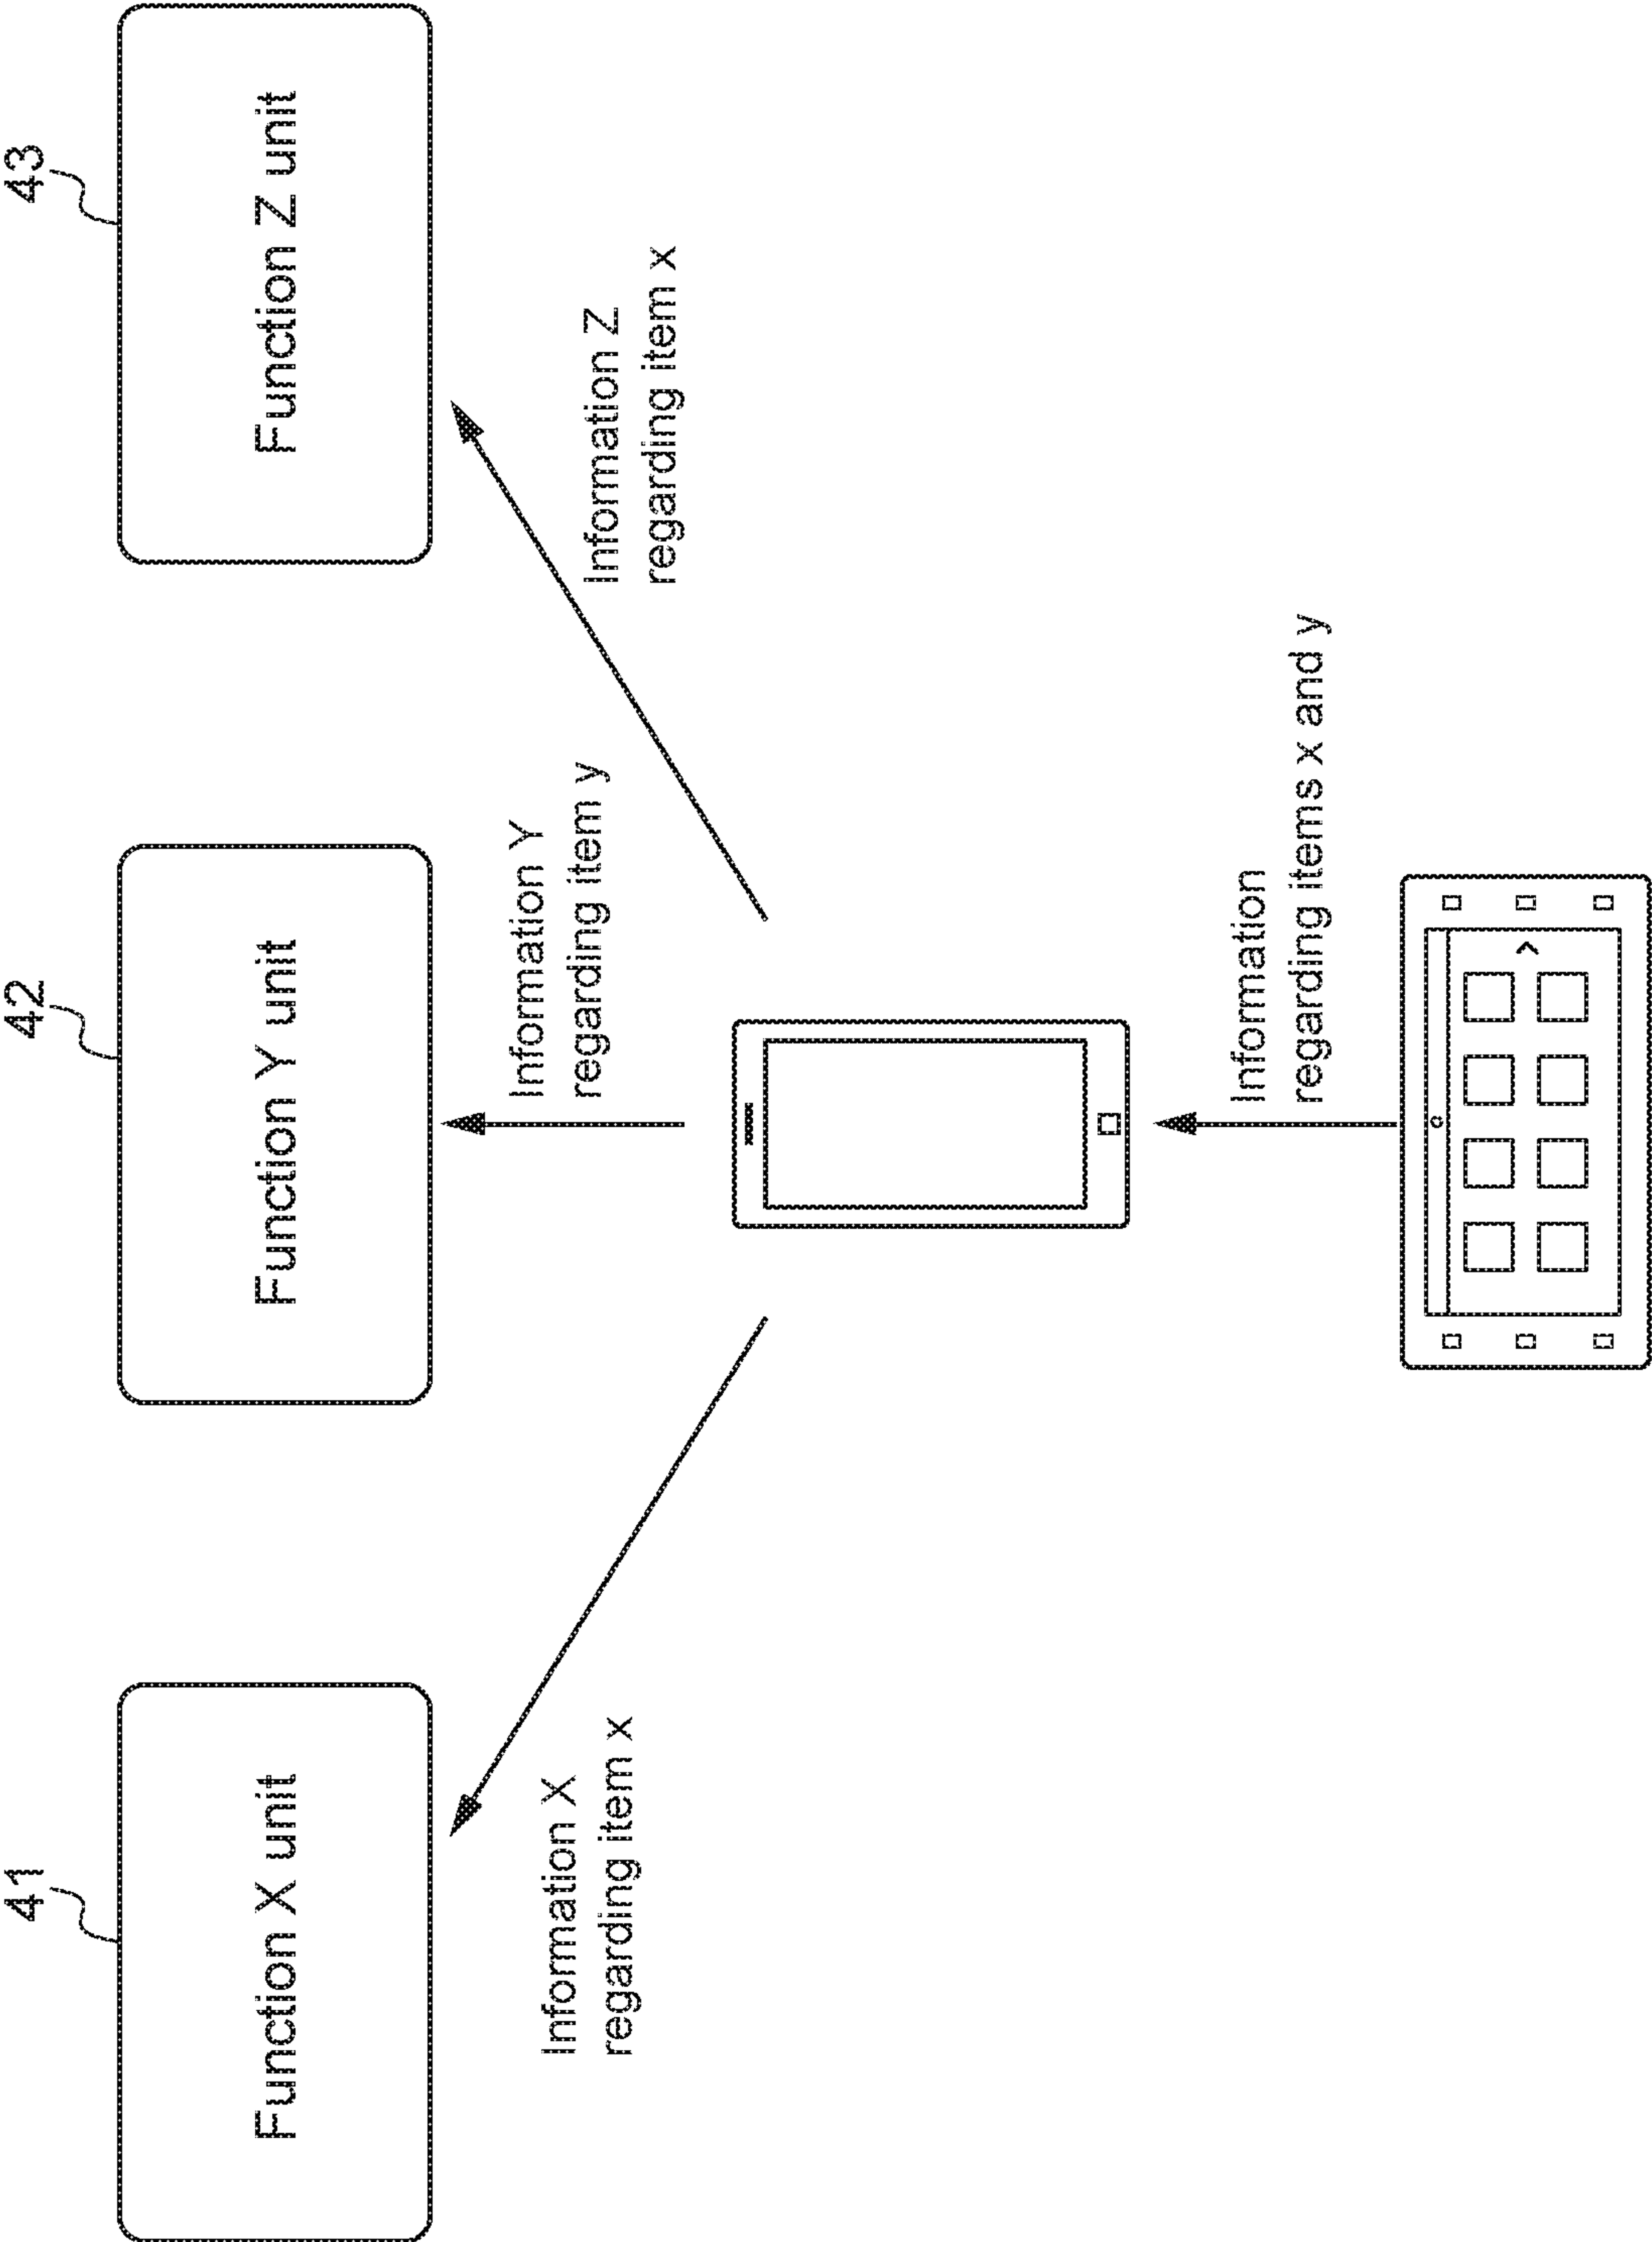 41
Function X unit
42
Function Y unit
43
Function Z unit
Information X
regarding item x
Information Y
regarding item y
Information Z
regarding item x
Information
regarding items x and y